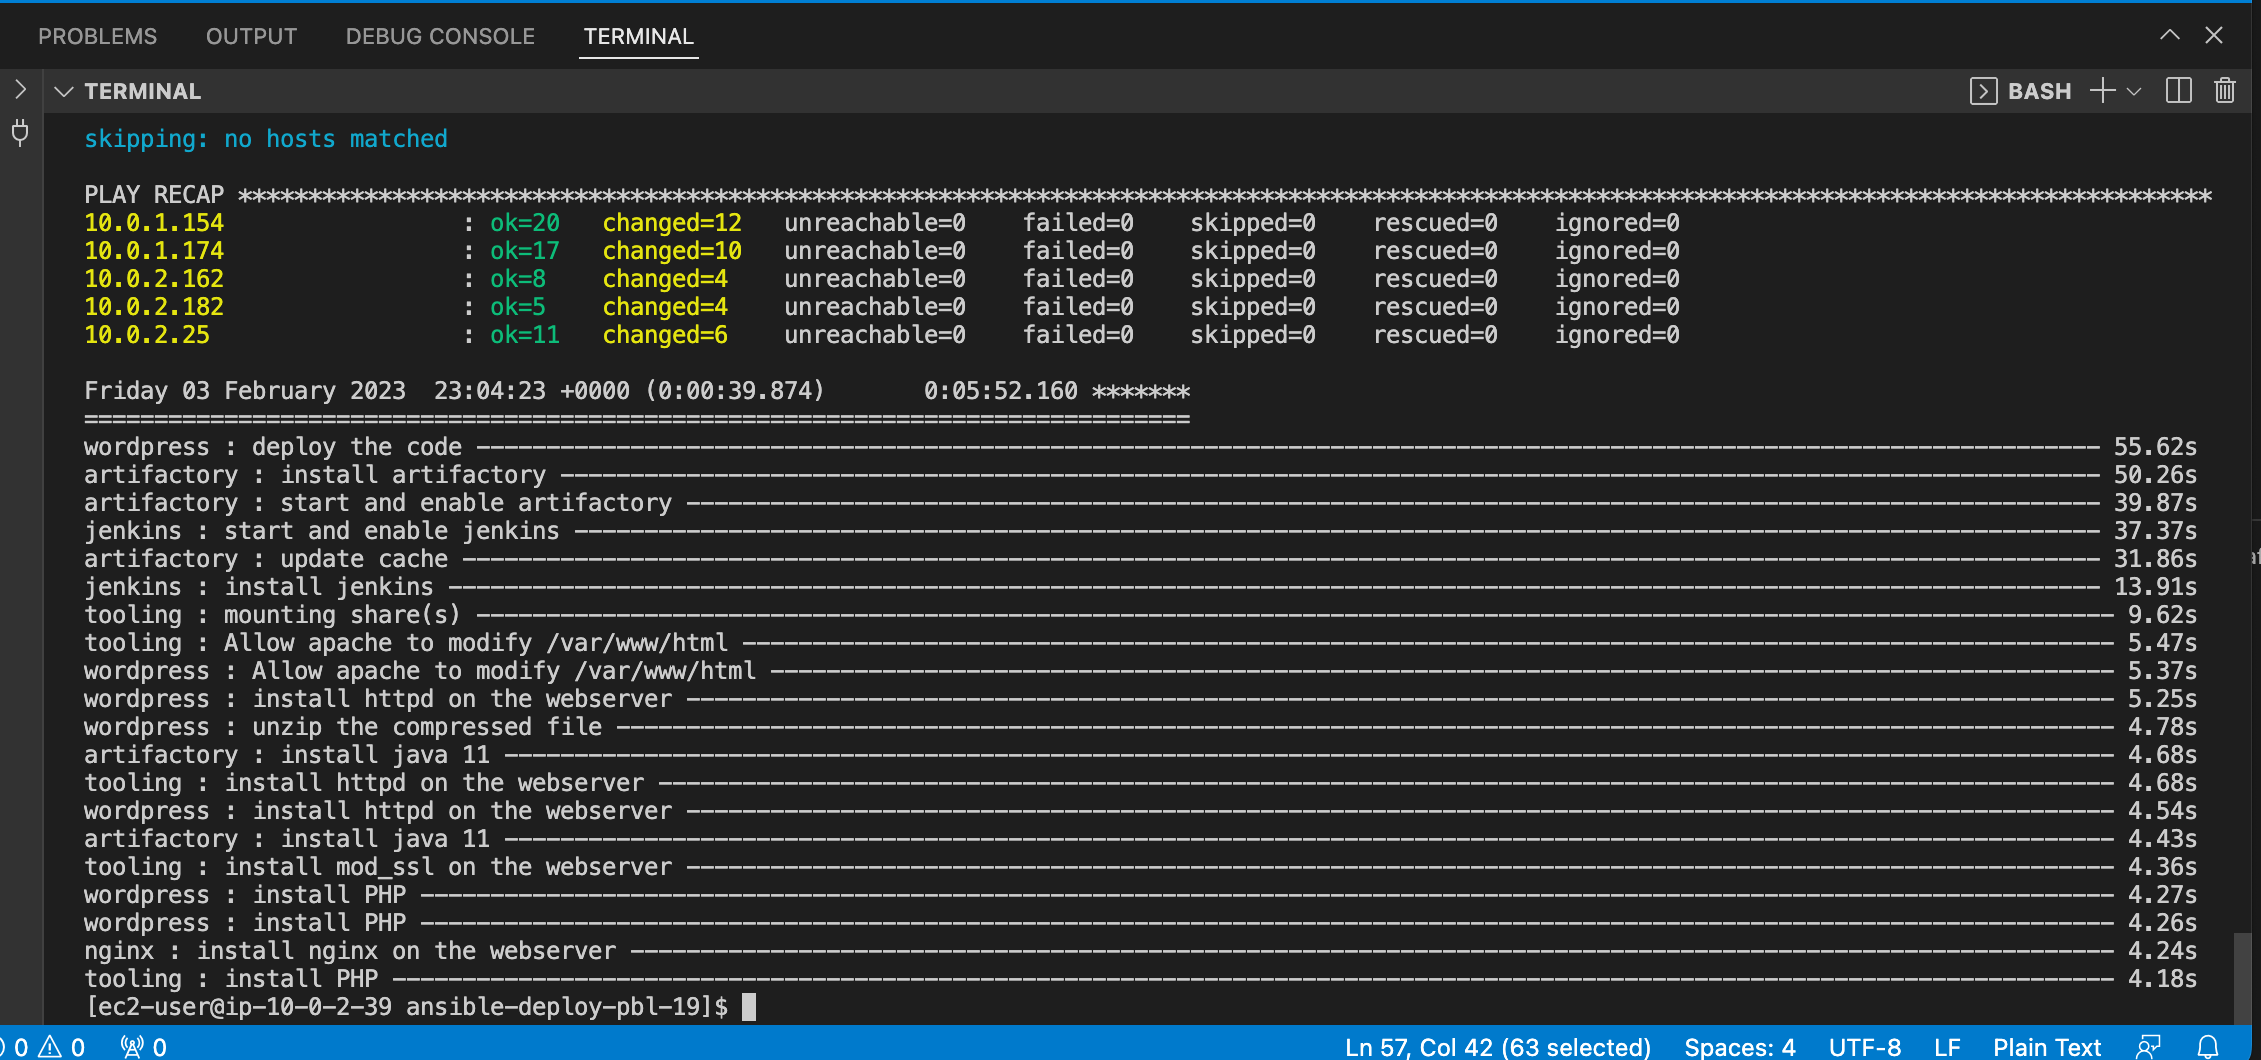 PROBLEMS OUTPUT DEBUG CONSOLE TERMINAL
TERMINAL BASH
skipping: no hosts matched
PLAY RECAP *********************************************************************************************************************************************
10.0.1.154 : ok=20 changed=12 unreachable=0 failed=0 skipped=0 rescued=0 ignored=0
10.0.1.174 : ok=17 changed=10 unreachable=0 failed=0 skipped=0 rescued=0 ignored=0
10.0.2.162 : ok=8 changed=4 unreachable=0 failed=0 skipped=0 rescued=0 ignored=0
10.0.2.182 : ok=5 changed=4 unreachable=0 failed=0 skipped=0 rescued=0 ignored=0
10.0.2.25 : ok=11 changed=6 unreachable=0 failed=0 skipped=0 rescued=0 ignored=0
Friday 03 February 2023 23:04:23 +0000 (0:00:39.874) 0:05:52.160 *******
===============================================================================
wordpress : deploy the code --- 55.62s
artifactory : install artifactory --- 50.26s
artifactory : start and enable artifactory --- 39.87s
jenkins : start and enable jenkins --- 37.37s
artifactory : update cache --- 31.86s
jenkins : install jenkins --- 13.91s
tooling : mounting share(s) --- 9.62s
tooling : Allow apache to modify /var/www/html --- 5.47s
wordpress : Allow apache to modify /var/www/html --- 5.37s
wordpress : install httpd on the webserver --- 5.25s
wordpress : unzip the compressed file --- 4.78s
artifactory : install java 11 --- 4.68s
tooling : install httpd on the webserver --- 4.68s
wordpress : install httpd on the webserver --- 4.54s
artifactory : install java 11 --- 4.43s
tooling : install mod_ssl on the webserver --- 4.36s
wordpress : install PHP --- 4.27s
wordpress : install PHP --- 4.26s
nginx : install nginx on the webserver --- 4.24s
tooling : install PHP --- 4.18s
[ec2-user@ip-10-0-2-39 ansible-deploy-pbl-19]$
0 0 0 Ln 57, Col 42 (63 selected) Spaces: 4 UTF-8 LF Plain Text